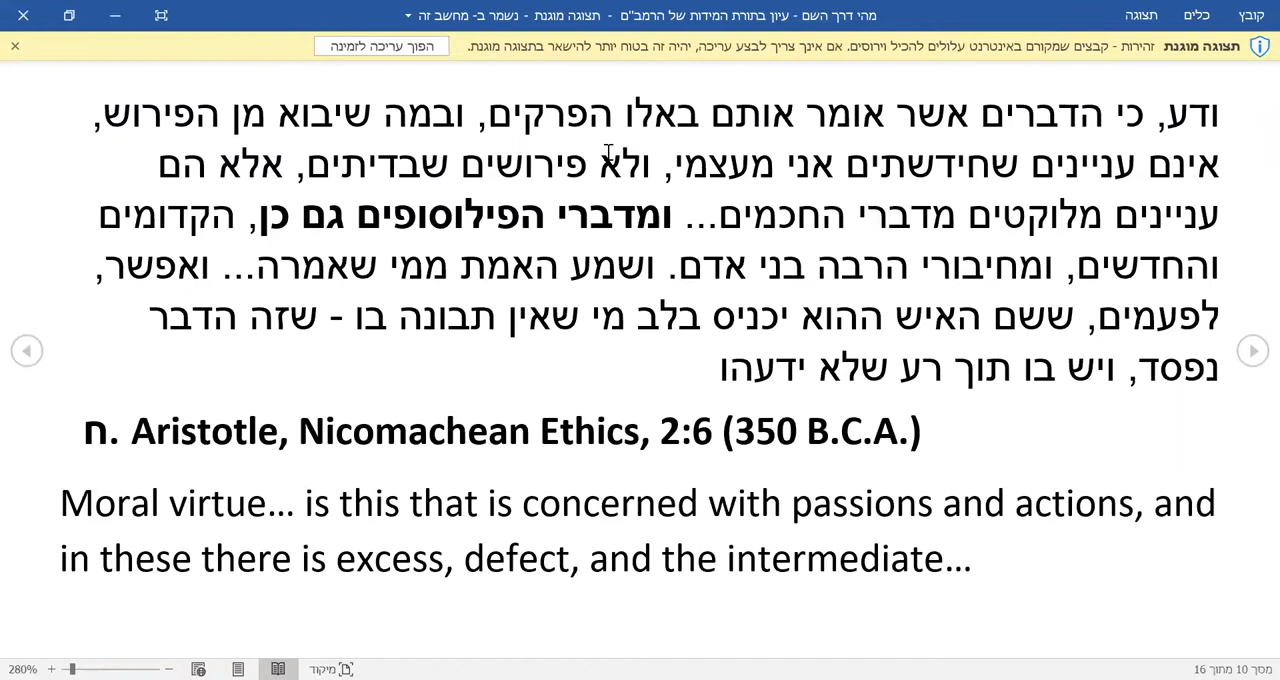 קובץ כלים תצוגה מהי דרך השם - עיון בתורת המידות של הרמב"ם - תצוגה מוגנת - נשמר ב- מחשב זה
תצוגה מוגנת זהירות - קבצים שמקורם באינטרנט עלולים להכיל וירוסים. אם אינך צריך לבצע עריכה, יהיה זה בטוח יותר להישאר בתצוגה מוגנת. הפוך עריכה לזמינה
ודע, כי הדברים אשר אומר אותם באלו הפרקים, ובמה שיבוא מן הפירוש,
אינם עניינים שחידשתים אני מעצמי, ולא פירושים שבדיתים, אלא הם
עניינים מלוקטים מדברי החכמים... ומדברי הפילוסופים גם כן, הקדומים
והחדשים, ומחיבורי הרבה בני אדם. ושמע האמת ממי שאמרה... ואפשר,
לפעמים, ששם האיש ההוא יכניס בלב מי שאין תבונה בו - שזה הדבר
נפסד, ויש בו תוך רע שלא ידעהו
ח. Aristotle, Nicomachean Ethics, 2:6 (350 B.C.A.)
Moral virtue... is this that is concerned with passions and actions, and
in these there is excess, defect, and the intermediate...
מסך 10 מתוך 16 מיקוד 280%